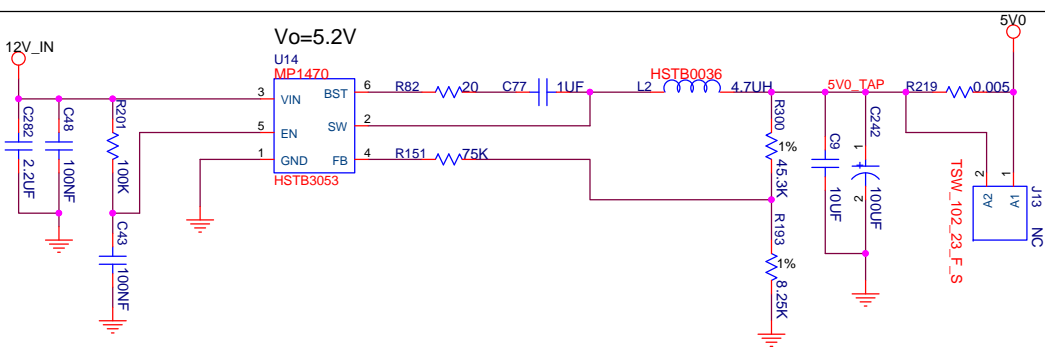 Vo=5.2V
12V_IN
5V0
U14
MP1470
3 VIN
5 EN
1 GND
BST 6
SW 2
FB 4
HSTB3053
C282
2.2UF
C48
100NF
R201
100K
C43
100NF
R82 20
C77 1UF
R151 75K
HSTB0036
L2 4.7UH
5V0_TAP
R300
1%
45.3K
R193
1%
8.25K
C9
10UF
C242
1
2
100UF
R219 0.005
2 1
A2 A1
J13
NC
TSW_102_23_F_S